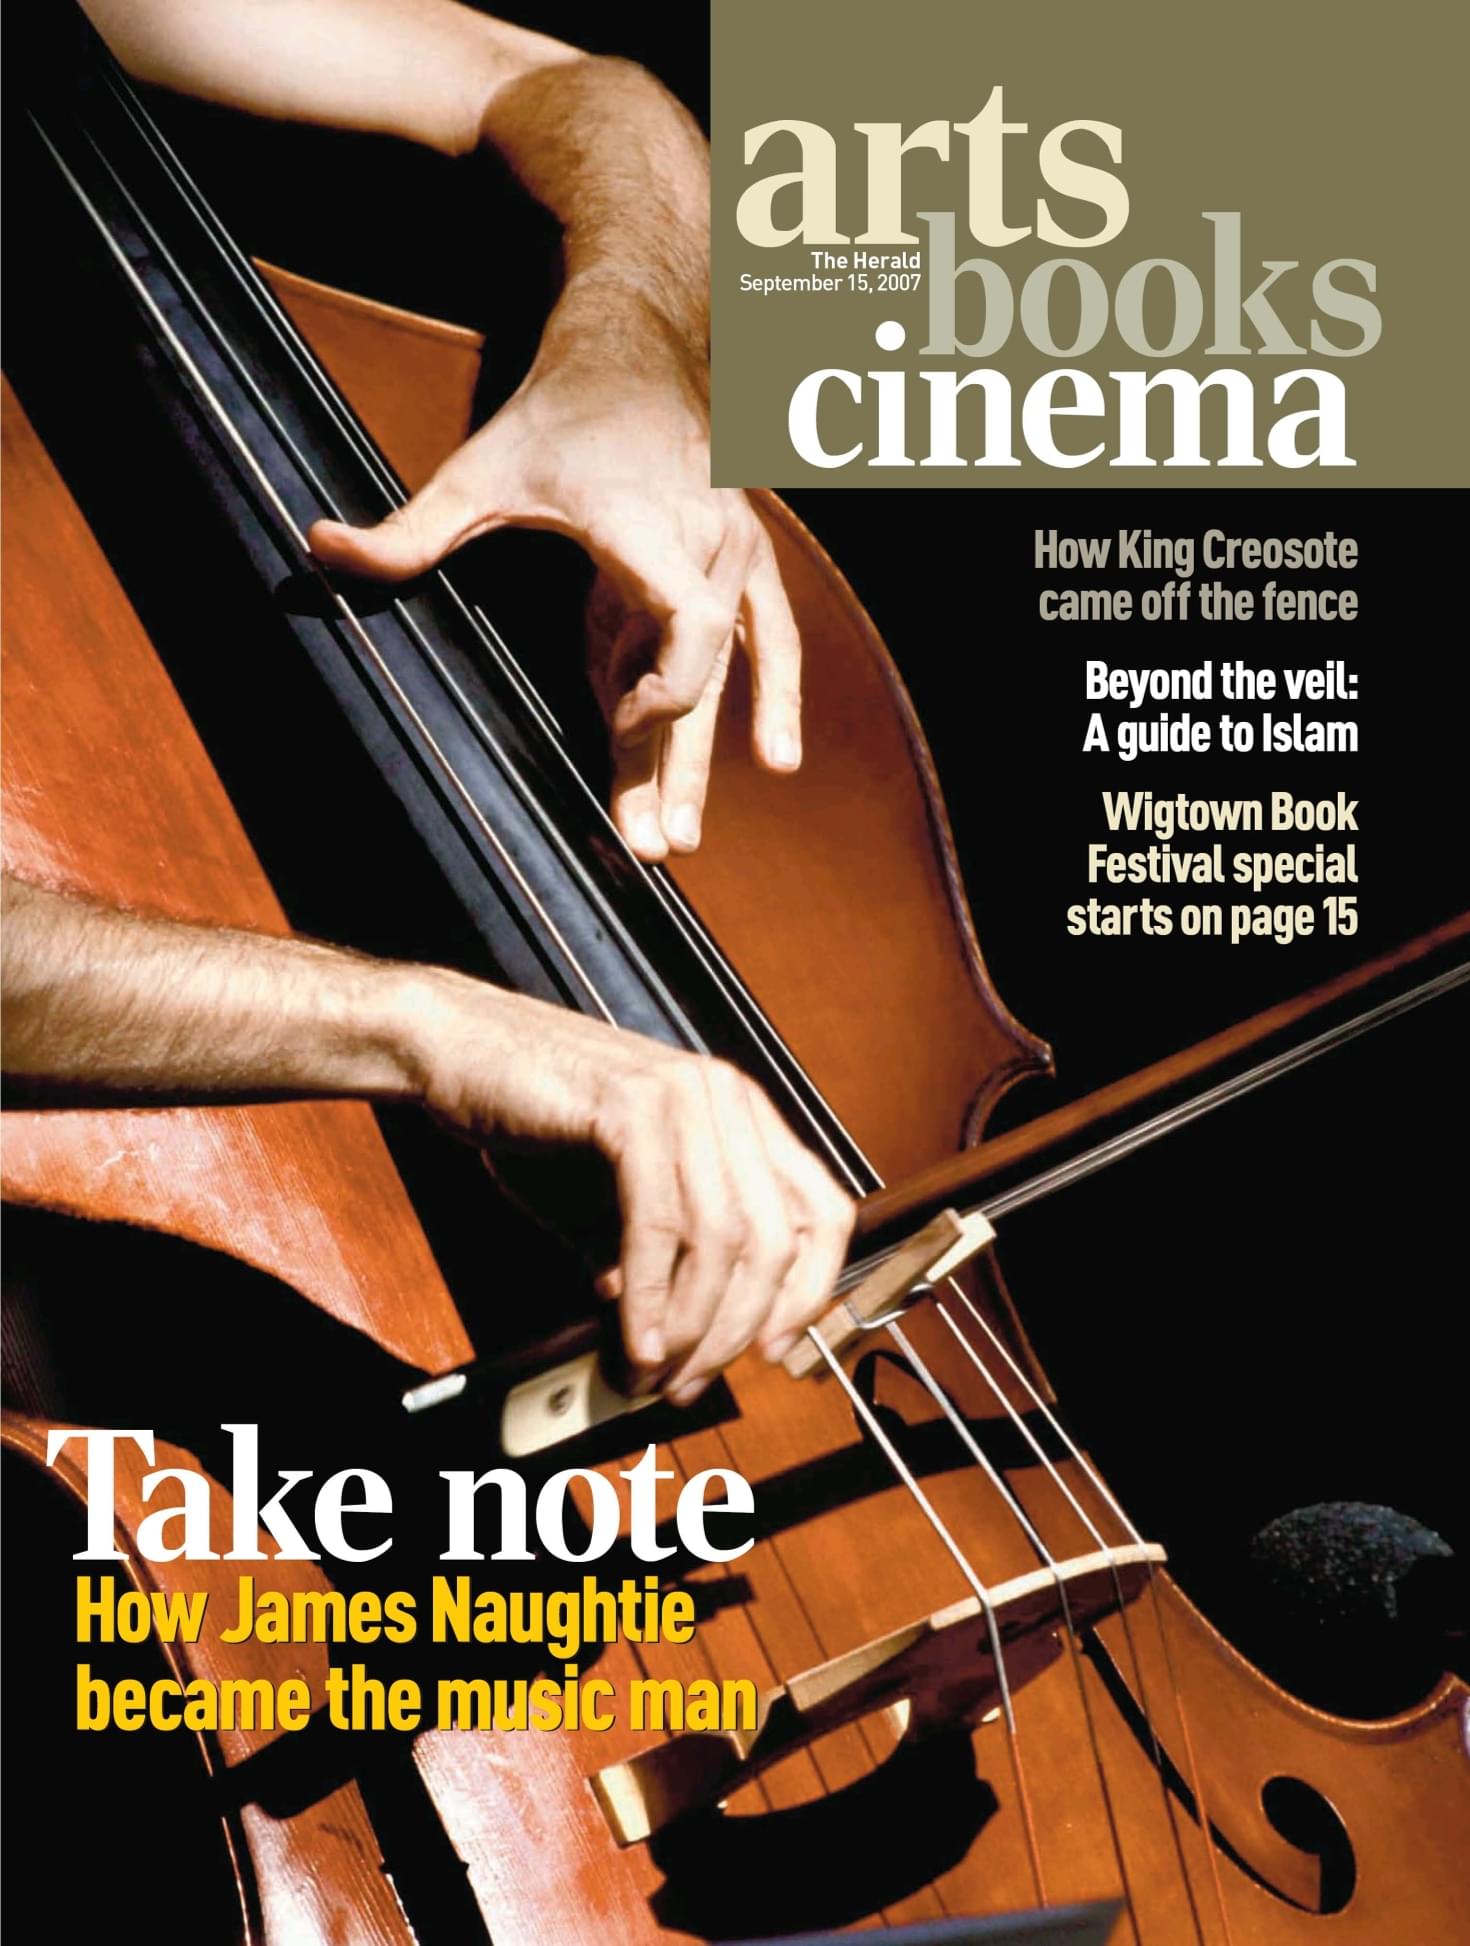 arts
The Herald
September 15, 2007
books
cinema
How King Creosote
came off the fence
Beyond the veil:
A guide to Islam
Wigtown Book
Festival special
starts on page 15
Take note
How James Naughtie
became the music man